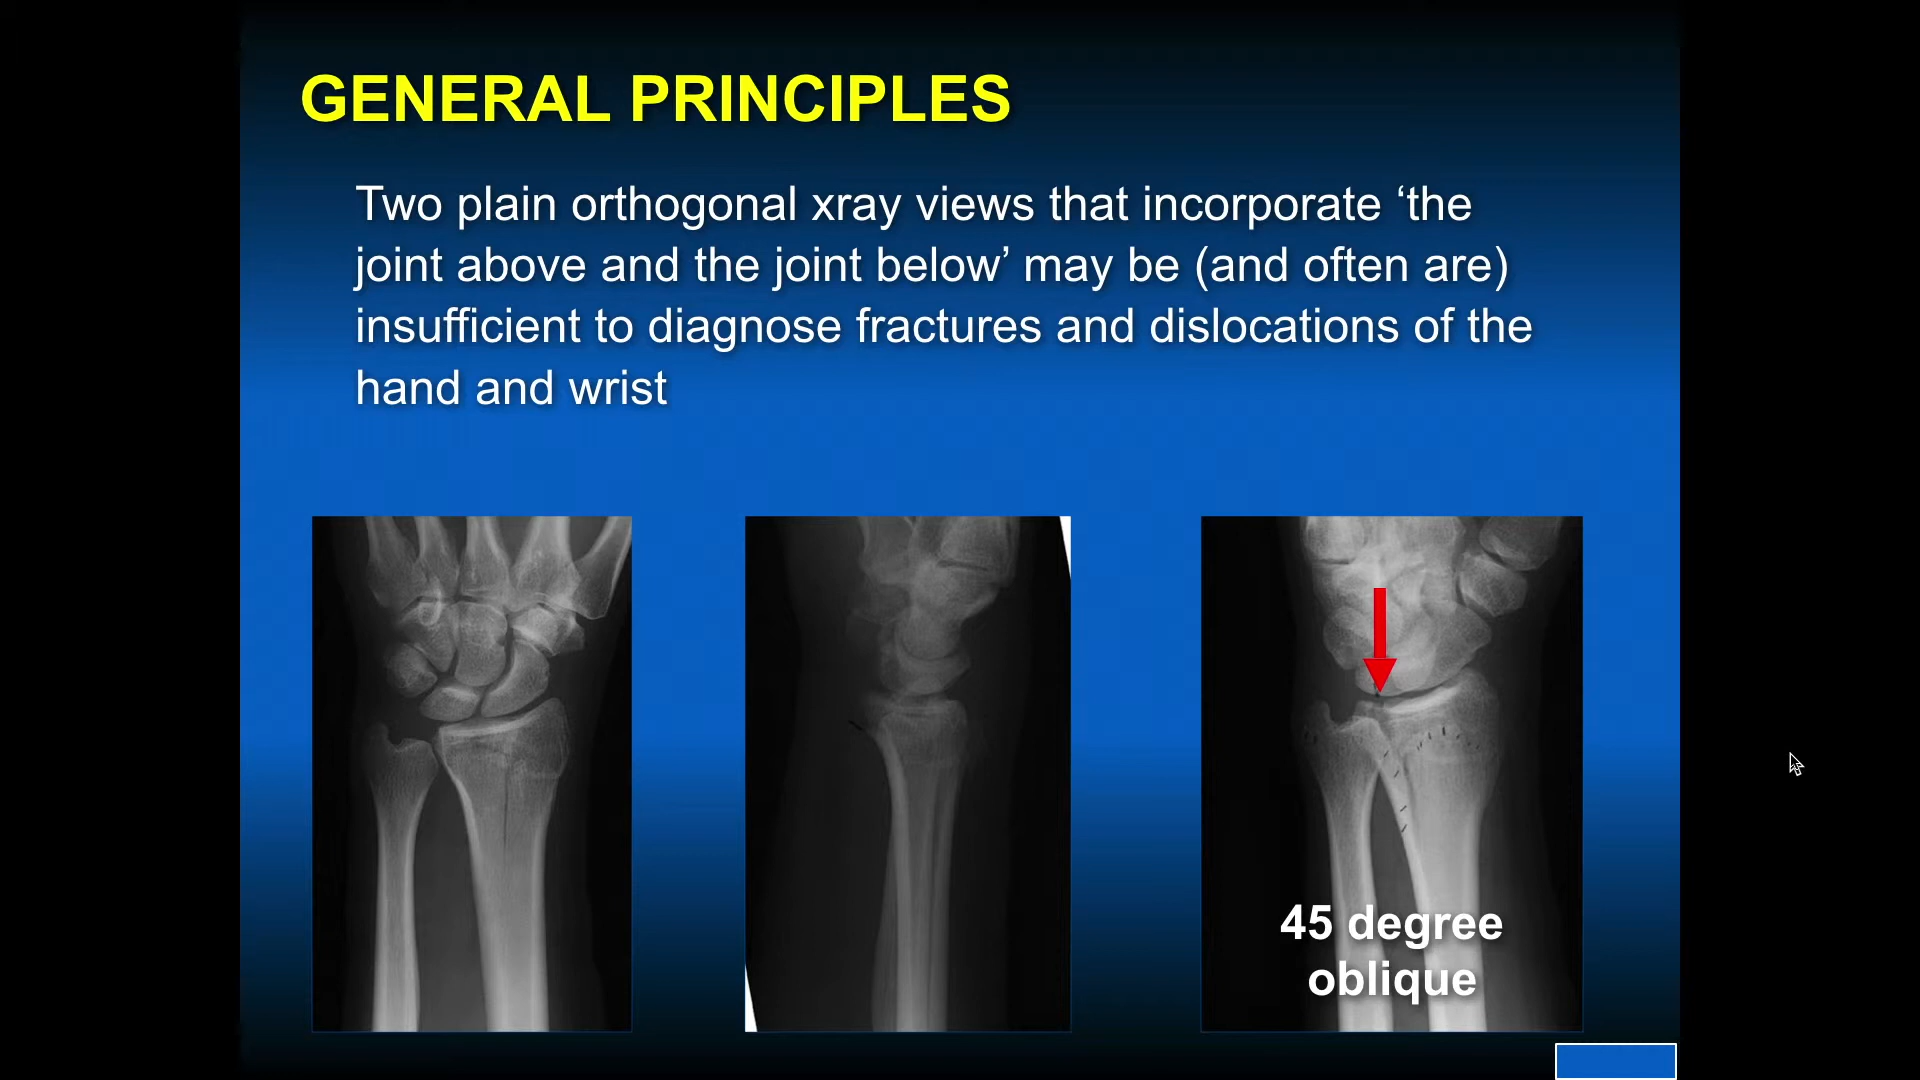 GENERAL PRINCIPLES
Two plain orthogonal xray views that incorporate ‘the
joint above and the joint below’ may be (and often are)
insufficient to diagnose fractures and dislocations of the
hand and wrist
45 degree
oblique